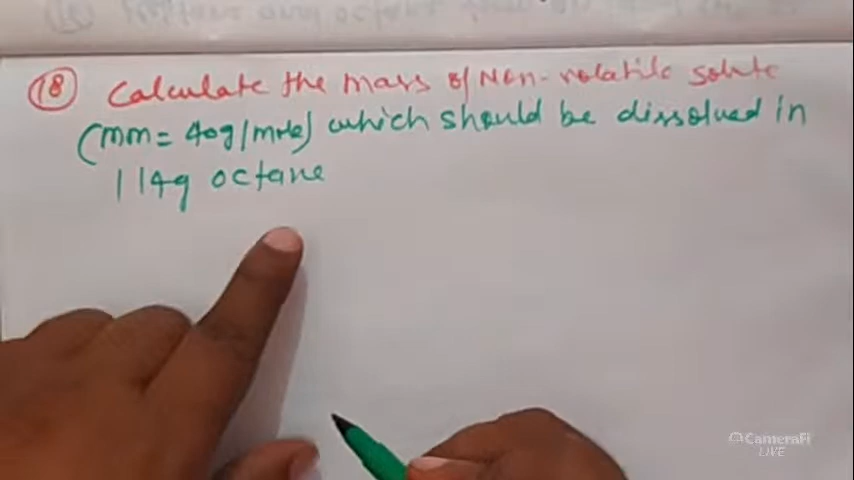 (18) Calculate the mass of Non-volatile solute
(mm = 40g/mole) which should be dissolved in
114g octane
CameraFi
LIVE